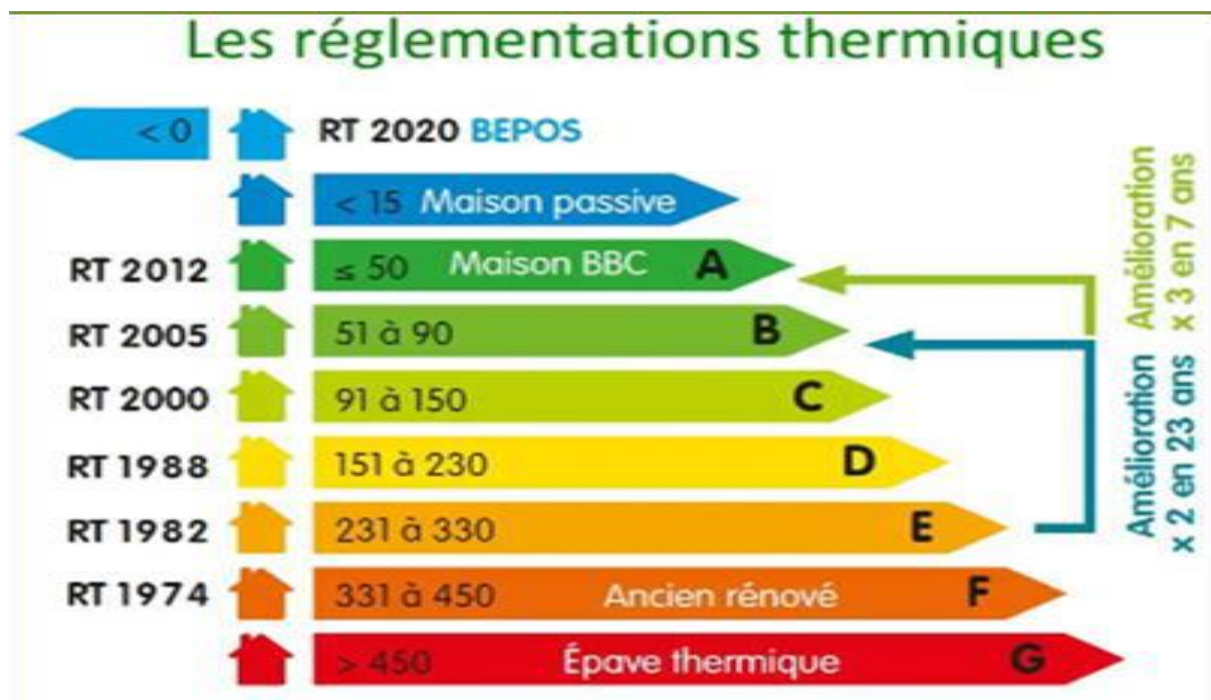 Les réglementations thermiques
< 0 RT 2020 BEPOS
< 15 Maison passive
RT 2012 ≤ 50 Maison BBC A
RT 2005 51 à 90 B
RT 2000 91 à 150 C
RT 1988 151 à 230 D
RT 1982 231 à 330 E
RT 1974 331 à 450 Ancien rénové F
> 450 Épave thermique G
Amélioration
x 3 en 7 ans
Amélioration
x 2 en 23 ans